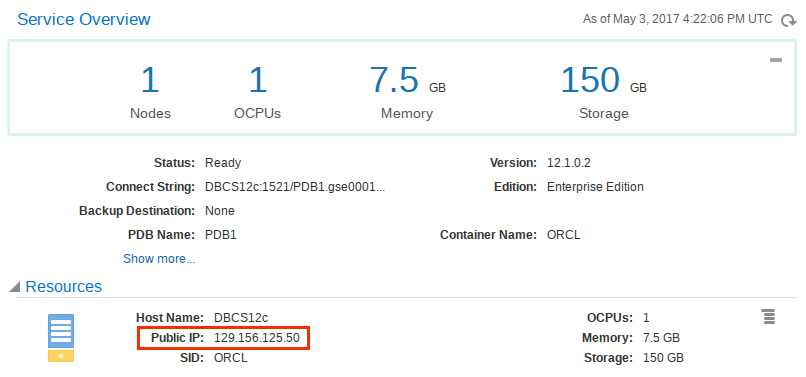 Service Overview
As of May 3, 2017 4:22:06 PM UTC
1 1 7.5 GB 150 GB
Nodes OCPUs Memory Storage
Status: Ready Version: 12.1.0.2
Connect String: DBCS12c:1521/PDB1.gse0001... Edition: Enterprise Edition
Backup Destination: None
PDB Name: PDB1 Container Name: ORCL
Show more...
Resources
Host Name: DBCS12c OCPUs: 1
Public IP: 129.156.125.50 Memory: 7.5 GB
SID: ORCL Storage: 150 GB